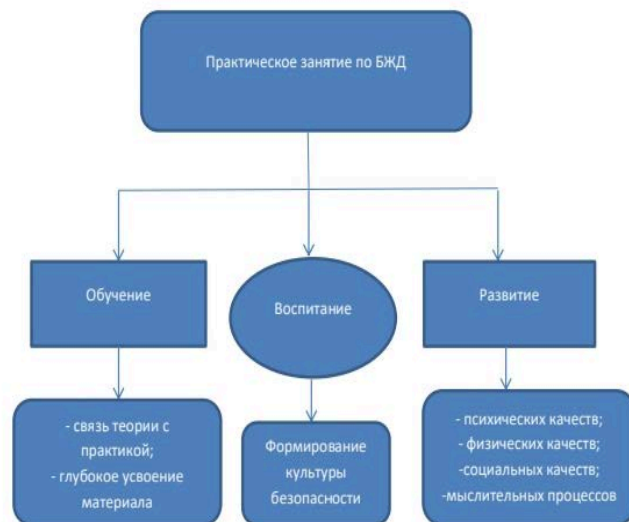 Практическое занятие по БЖД
Обучение
Воспитание
Развитие
- связь теории с
практикой;
- глубокое усвоение
материала
Формирование
культуры
безопасности
- психических качеств;
- физических качеств;
-социальных качеств;
-мыслительных процессов